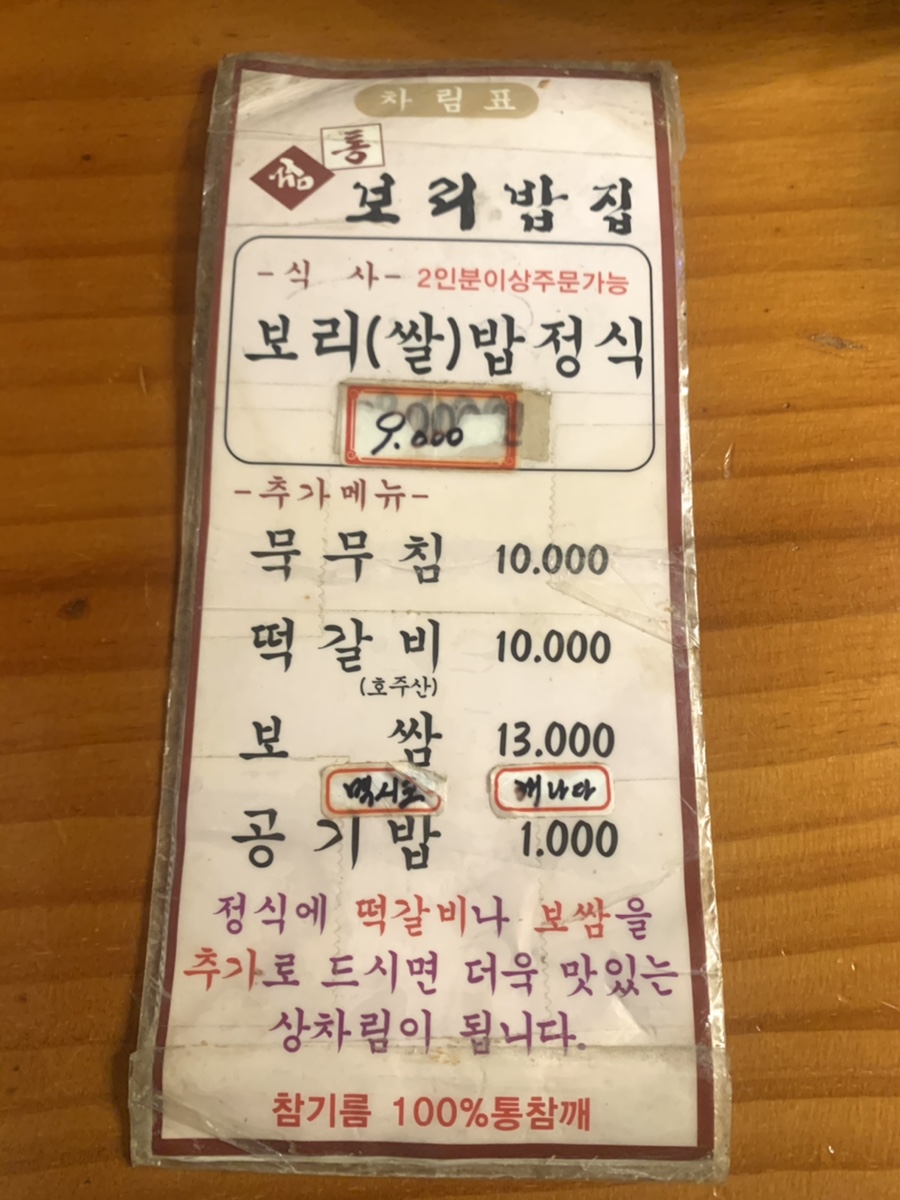 차림표
쌈
통
보리밥집
-식 사- 2인분이상주문가능
보리(쌀)밥정식
9.000
-추가메뉴-
묵무침 10.000
떡갈비 10.000
(호주산)
보 쌈 13.000
멕시코 캐나다
공기밥 1.000
정식에 떡갈비나 보쌈을
추가로 드시면 더욱 맛있는
상차림이 됩니다.
참기름 100%통참깨